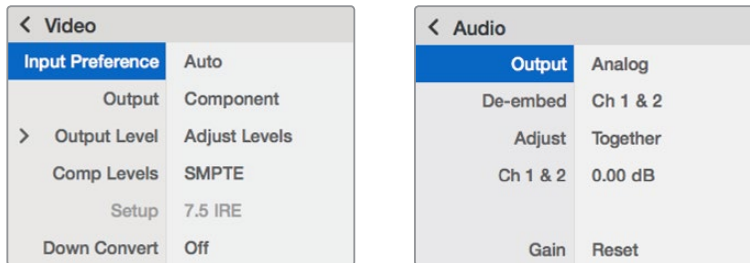 Video
Input Preference Auto
Output Component
Output Level Adjust Levels
Comp Levels SMPTE
Setup 7.5 IRE
Down Convert Off
Audio
Output Analog
De-embed Ch 1 & 2
Adjust Together
Ch 1 & 2 0.00 dB
Gain Reset